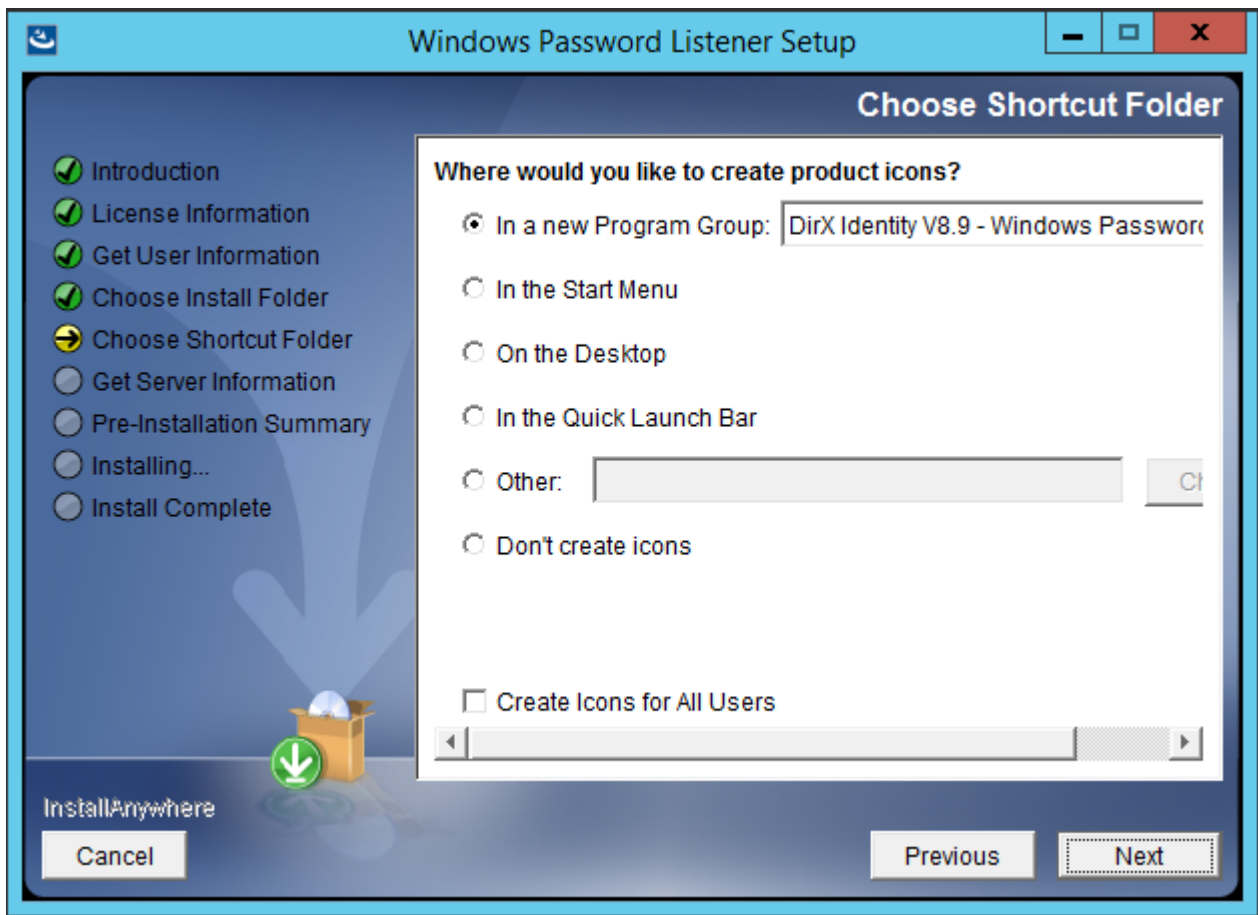 Windows Password Listener Setup
X
Choose Shortcut Folder
Introduction
License Information
Get User Information
Choose Install Folder
Choose Shortcut Folder
Get Server Information
Pre-Installation Summary
Installing...
Install Complete
Where would you like to create product icons?
In a new Program Group: DirX Identity V8.9 - Windows Password
In the Start Menu
On the Desktop
In the Quick Launch Bar
Other:
Don't create icons
Create Icons for All Users
InstallAnywhere
Cancel
Previous
Next